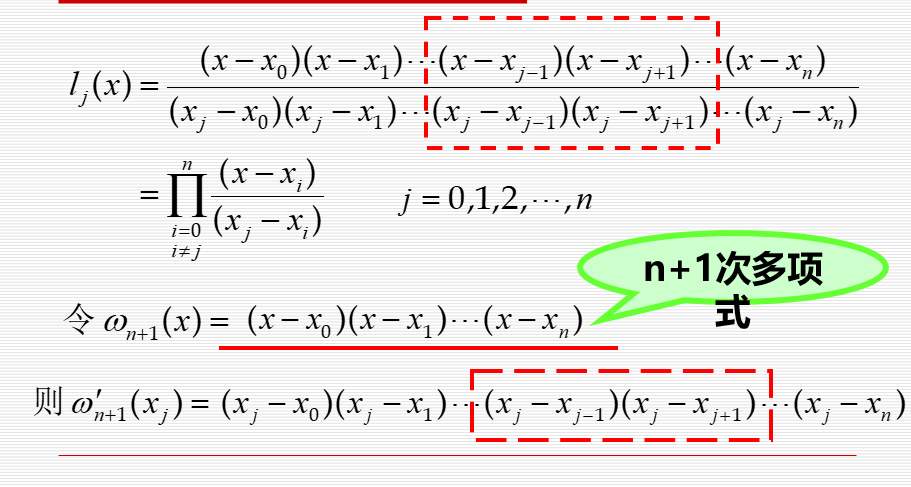 l_j(x) = \frac{(x-x_0)(x-x_1)\cdots(x-x_{j-1})(x-x_{j+1})\cdots(x-x_n)}{(x_j-x_0)(x_j-x_1)\cdots(x_j-x_{j-1})(x_j-x_{j+1})\cdots(x_j-x_n)}
= \prod_{\substack{i=0 \\ i \neq j}}^{n} \frac{(x-x_i)}{(x_j-x_i)} j = 0,1,2,\cdots,n
n+1次多项
式
令 \omega_{n+1}(x) = (x-x_0)(x-x_1)\cdots(x-x_n)
则 \omega'_{n+1}(x_j) = (x_j-x_0)(x_j-x_1)\cdots(x_j-x_{j-1})(x_j-x_{j+1})\cdots(x_j-x_n)